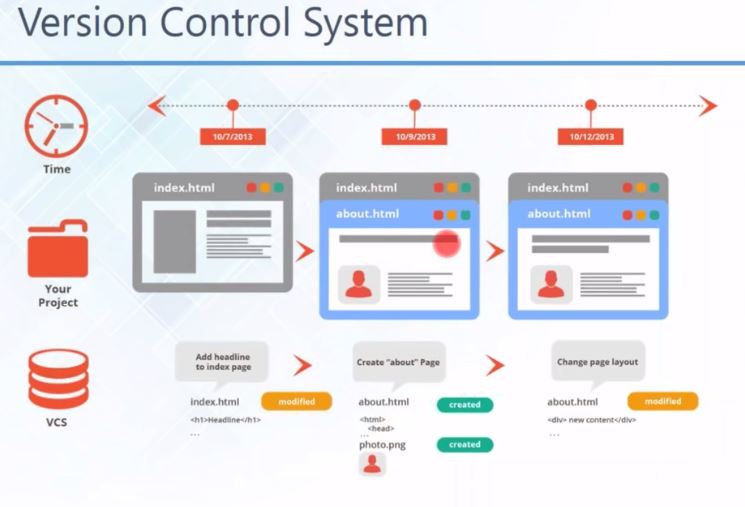 Version Control System
Time
10/7/2013
10/9/2013
10/12/2013
Your
Project
index.html
index.html
about.html
index.html
about.html
VCS
Add headline
to index page
index.html
modified
<h1>Headline</h1>
...
Create "about" Page
about.html
created
<html>
<head>
...
photo.png
created
Change page layout
about.html
modified
<div> new content</div>
...